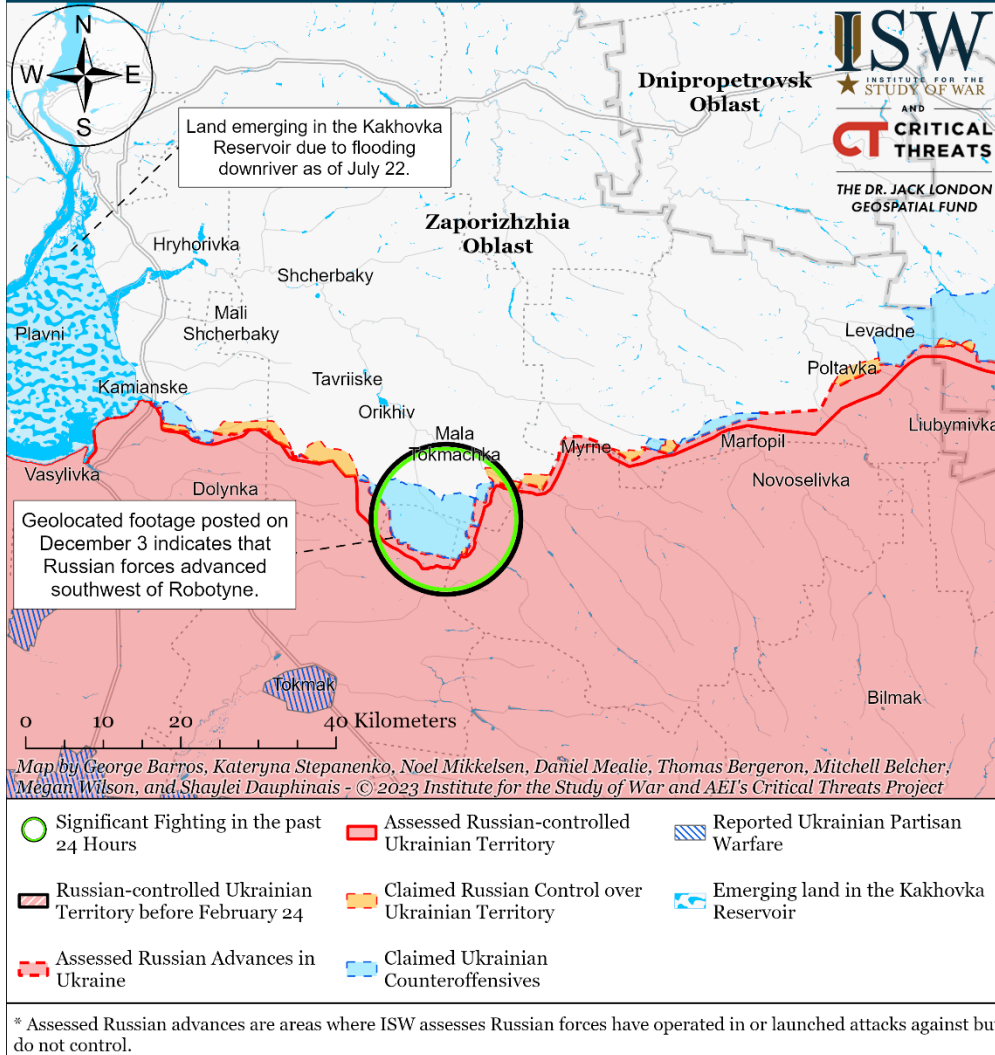 N
W E
S
ISW
INSTITUTE FOR THE
STUDY OF WAR
AND
CT CRITICAL
THREATS
THE DR. JACK LONDON
GEOSPATIAL FUND
Dnipropetrovsk
Oblast
Land emerging in the Kakhovka
Reservoir due to flooding
downriver as of July 22.
Zaporizhzhia
Oblast
Hryhorivka
Shcherbaky
Mali
Shcherbaky
Plavni
Levadne
Poltavka
Kamianske
Tavriiske
Orikhiv
Mala
Tokmachka
Myrne
Marfopil
Liubymivka
Vasylivka
Dolynka
Novoselivka
Geolocated footage posted on
December 3 indicates that
Russian forces advanced
southwest of Robotyne.
Tokmak
Bilmak
0 10 20 40 Kilometers
Map by George Barros, Kateryna Stepanenko, Noel Mikkelsen, Daniel Mealie, Thomas Bergeron, Mitchell Belcher,
Megan Wilson, and Shaylei Dauphinais - © 2023 Institute for the Study of War and AEI's Critical Threats Project
Significant Fighting in the past
24 Hours
Russian-controlled Ukrainian
Territory before February 24
Assessed Russian Advances in
Ukraine
Assessed Russian-controlled
Ukrainian Territory
Claimed Russian Control over
Ukrainian Territory
Claimed Ukrainian
Counteroffensives
Reported Ukrainian Partisan
Warfare
Emerging land in the Kakhovka
Reservoir
* Assessed Russian advances are areas where ISW assesses Russian forces have operated in or launched attacks against but
do not control.